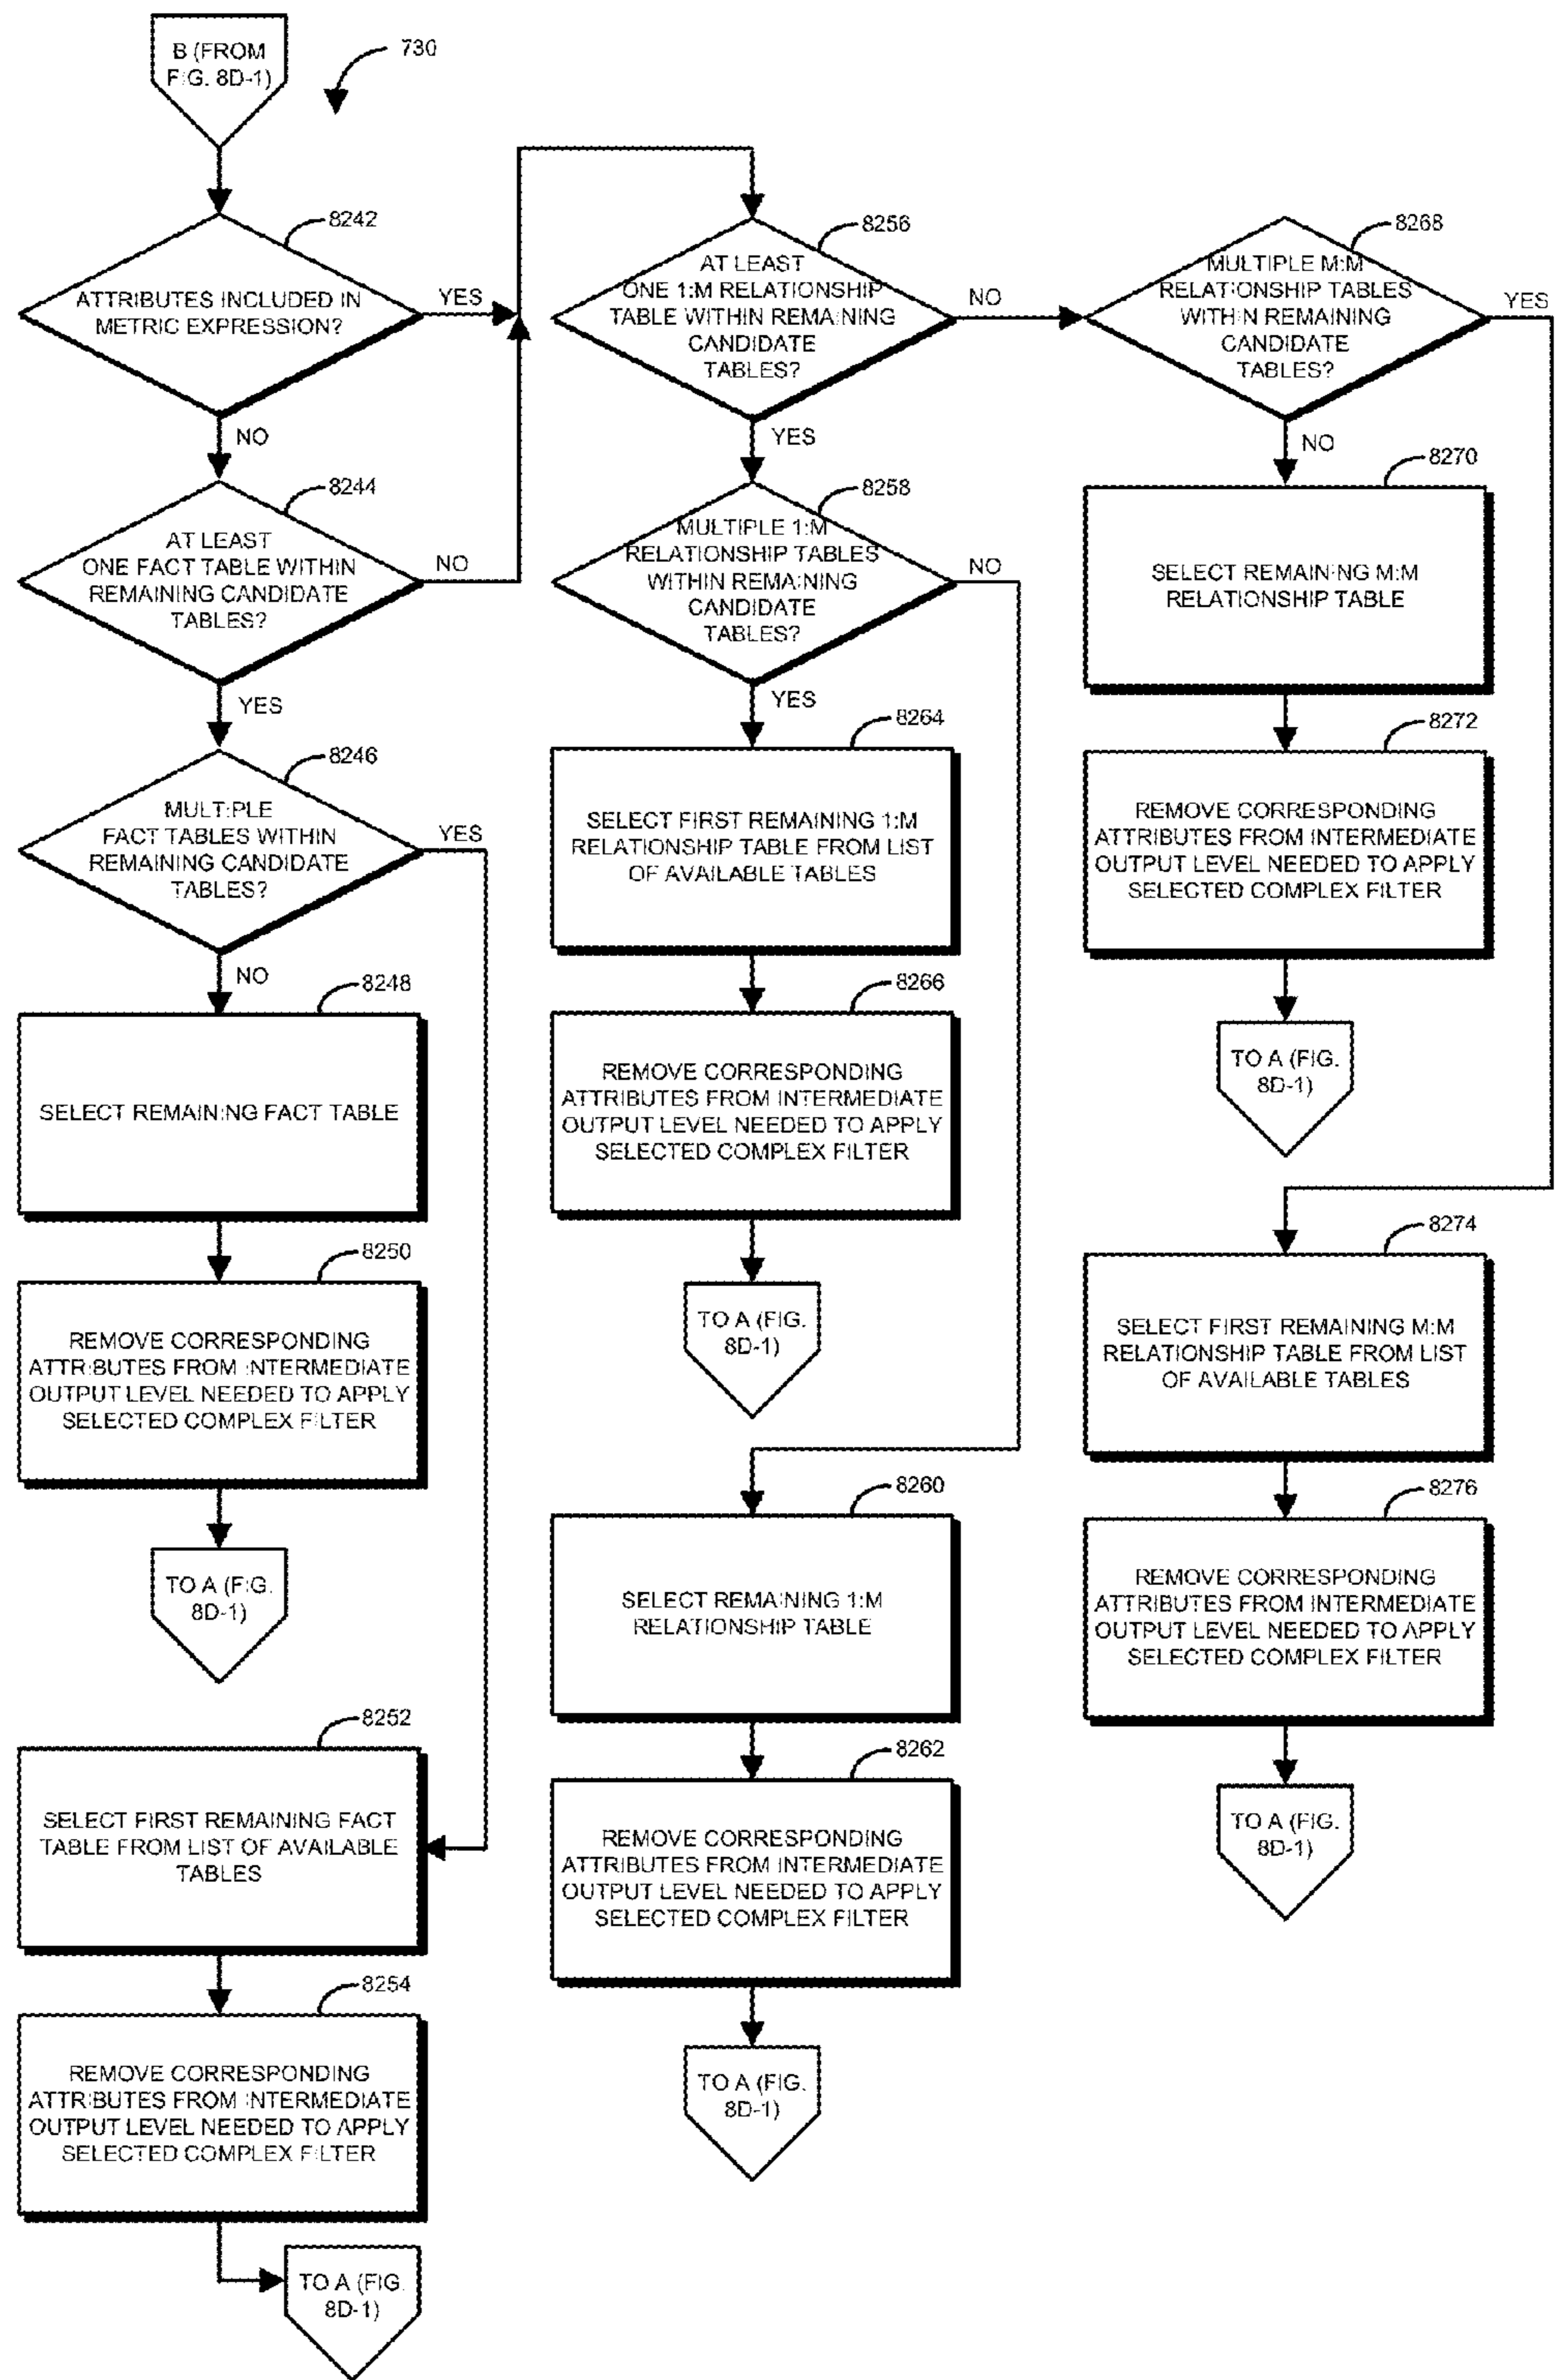 B (FROM
FIG. 8D-1)
730
8242
ATTRIBUTES INCLUDED IN
METRIC EXPRESSION?
YES
NO
8244
AT LEAST
ONE FACT TABLE WITHIN
REMAINING CANDIDATE
TABLES?
NO
YES
8246
MULTIPLE
FACT TABLES WITHIN
REMAINING CANDIDATE
TABLES?
YES
NO
8248
SELECT REMAINING FACT TABLE
8250
REMOVE CORRESPONDING
ATTRIBUTES FROM INTERMEDIATE
OUTPUT LEVEL NEEDED TO APPLY
SELECTED COMPLEX FILTER
TO A (FIG.
8D-1)
8252
SELECT FIRST REMAINING FACT
TABLE FROM LIST OF AVAILABLE
TABLES
8254
REMOVE CORRESPONDING
ATTRIBUTES FROM INTERMEDIATE
OUTPUT LEVEL NEEDED TO APPLY
SELECTED COMPLEX FILTER
TO A (FIG.
8D-1)
8256
AT LEAST
ONE 1:M RELATIONSHIP
TABLE WITHIN REMAINING
CANDIDATE
TABLES?
NO
YES
8258
MULTIPLE 1:M
RELATIONSHIP TABLES
WITHIN REMAINING
CANDIDATE
TABLES?
NO
YES
8264
SELECT FIRST REMAINING 1:M
RELATIONSHIP TABLE FROM LIST
OF AVAILABLE TABLES
8266
REMOVE CORRESPONDING
ATTRIBUTES FROM INTERMEDIATE
OUTPUT LEVEL NEEDED TO APPLY
SELECTED COMPLEX FILTER
TO A (FIG.
8D-1)
8260
SELECT REMAINING 1:M
RELATIONSHIP TABLE
8262
REMOVE CORRESPONDING
ATTRIBUTES FROM INTERMEDIATE
OUTPUT LEVEL NEEDED TO APPLY
SELECTED COMPLEX FILTER
TO A (FIG.
8D-1)
8268
MULTIPLE M:M
RELATIONSHIP TABLES
WITHIN REMAINING
CANDIDATE
TABLES?
YES
NO
8270
SELECT REMAINING M:M
RELATIONSHIP TABLE
8272
REMOVE CORRESPONDING
ATTRIBUTES FROM INTERMEDIATE
OUTPUT LEVEL NEEDED TO APPLY
SELECTED COMPLEX FILTER
TO A (FIG.
8D-1)
8274
SELECT FIRST REMAINING M:M
RELATIONSHIP TABLE FROM LIST
OF AVAILABLE TABLES
8276
REMOVE CORRESPONDING
ATTRIBUTES FROM INTERMEDIATE
OUTPUT LEVEL NEEDED TO APPLY
SELECTED COMPLEX FILTER
TO A (FIG.
8D-1)